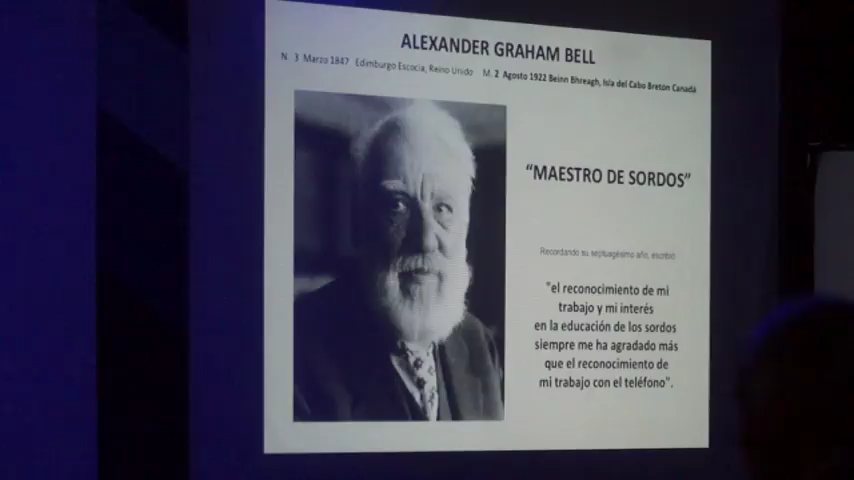 ALEXANDER GRAHAM BELL
N. 3 Marzo 1847 Edimburgo Escocia, Reino Unido M. 2 Agosto 1922 Beinn Bhreagh, Isla del Cabo Breton Canadá
"MAESTRO DE SORDOS"
Recordando su septuagésimo año, escribió
"el reconocimiento de mi
trabajo y mi interés
en la educación de los sordos
siempre me ha agradado más
que el reconocimiento de
mi trabajo con el teléfono".